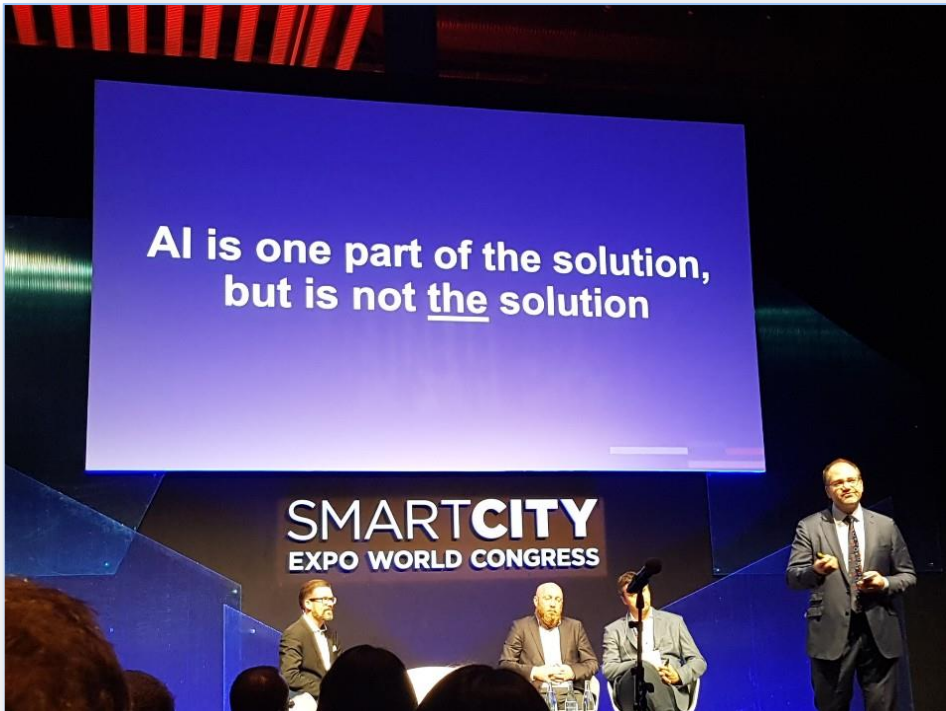 AI is one part of the solution,
but is not the solution
SMARTCITY
EXPO WORLD CONGRESS